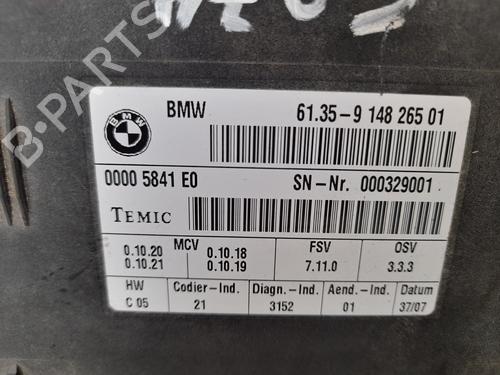 BMW 61.35-9 148 265 01
BMW
0000 5841 E0 SN-Nr. 000329001
TEMIC
0.10.20 MCV 0.10.18 FSV OSV
0.10.21 0.10.19 7.11.0 3.3.3
HW Codier-Ind. Diagn.-Ind. Aend.-Ind. Datum
C 05 21 3152 01 37/07
B-PARTS